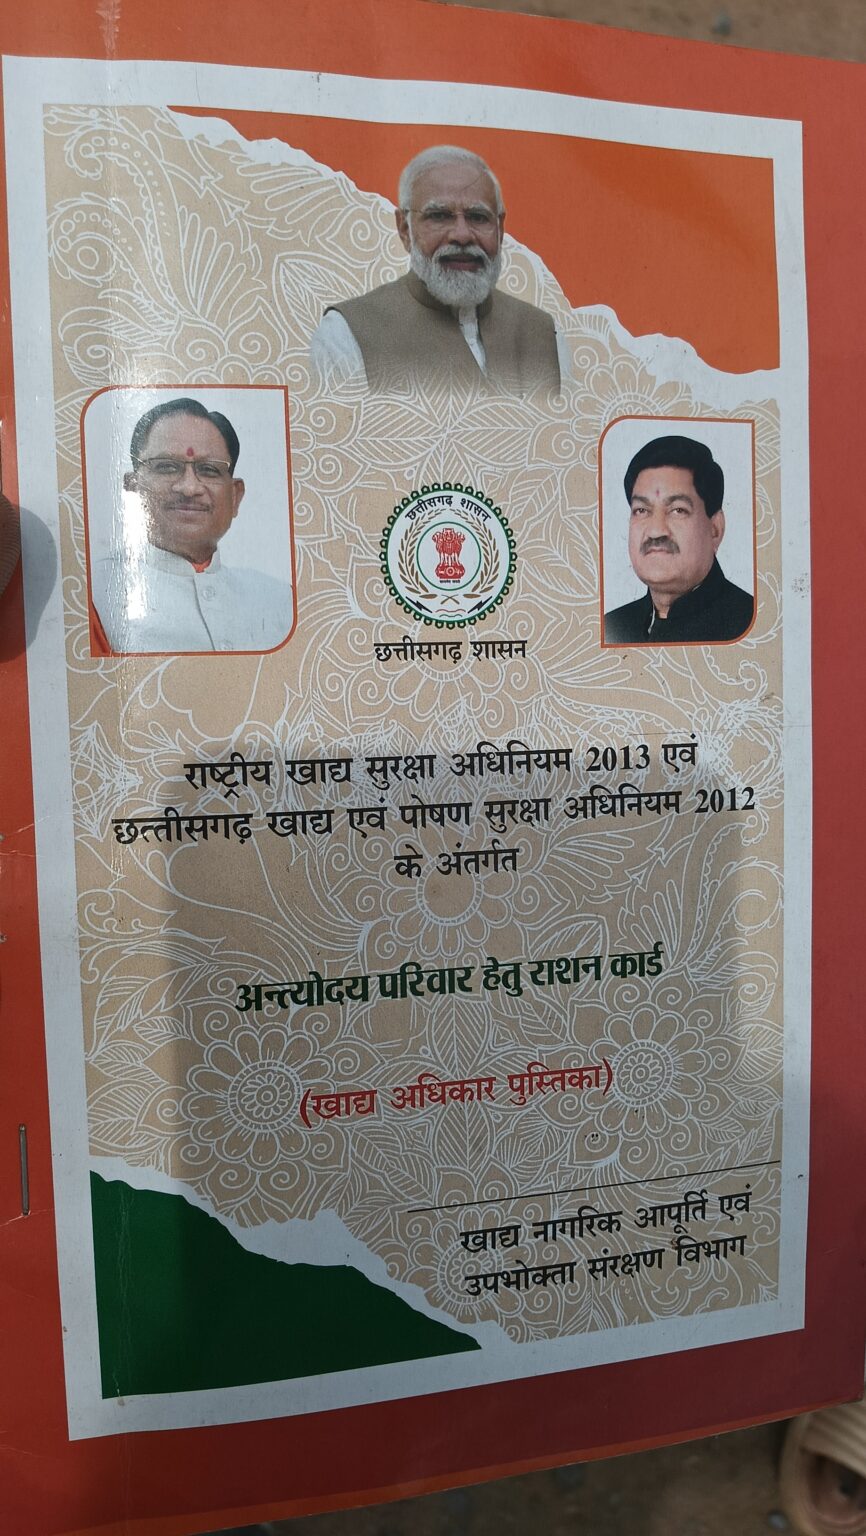 छत्तीसगढ़ शासन
छत्तीसगढ़ शासन
राष्ट्रीय खाद्य सुरक्षा अधिनियम 2013 एवं
छत्तीसगढ़ खाद्य एवं पोषण सुरक्षा अधिनियम 2012
के अंतर्गत
अन्त्योदय परिवार हेतु राशन कार्ड
(खाद्य अधिकार पुस्तिका)
खाद्य नागरिक आपूर्ति एवं
उपभोक्ता संरक्षण विभाग